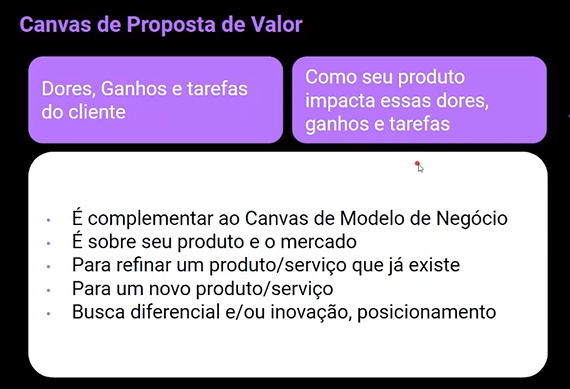 Canvas de Proposta de Valor
Dores, Ganhos e tarefas
do cliente
Como seu produto
impacta essas dores,
ganhos e tarefas
• É complementar ao Canvas de Modelo de Negócio
• É sobre seu produto e o mercado
• Para refinar um produto/serviço que já existe
• Para um novo produto/serviço
• Busca diferencial e/ou inovação, posicionamento